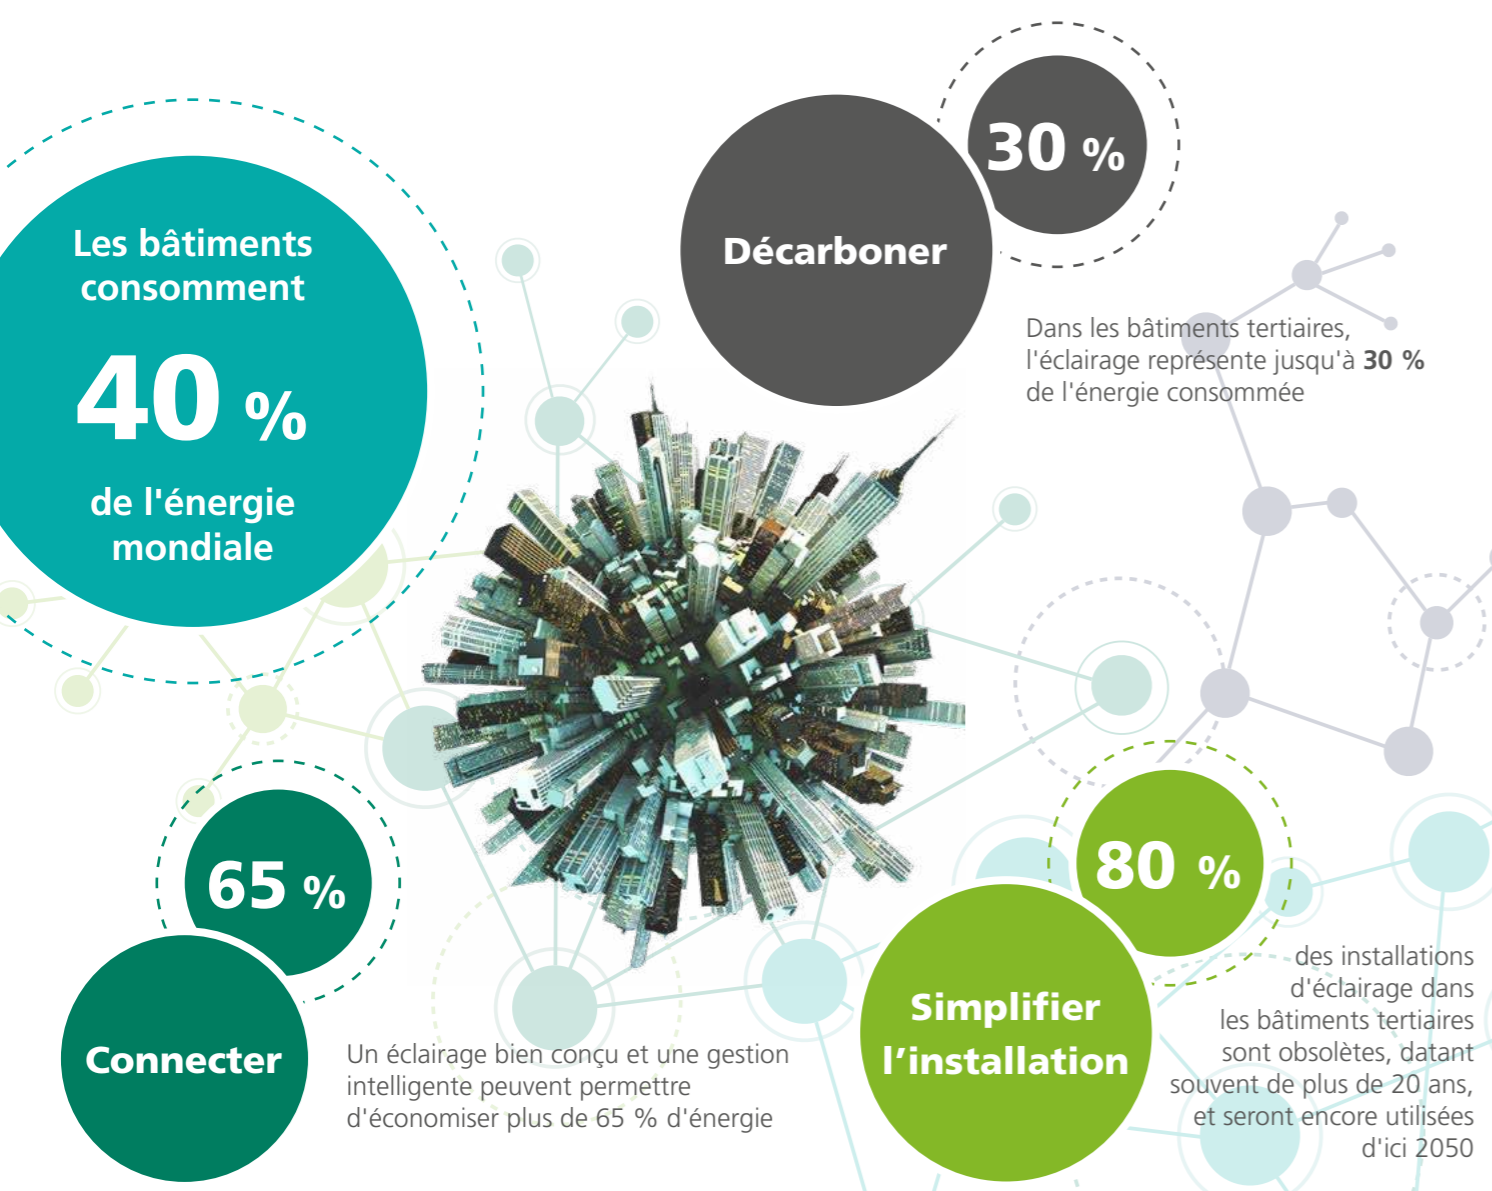 Les bâtiments
consomment
40 %
de l'énergie
mondiale
30 %
Décarboner
Dans les bâtiments tertiaires,
l'éclairage représente jusqu'à 30 %
de l'énergie consommée
65 %
Connecter
Un éclairage bien conçu et une gestion
intelligente peuvent permettre
d'économiser plus de 65 % d'énergie
80 %
Simplifier
l’installation
des installations
d'éclairage dans
les bâtiments tertiaires
sont obsolètes, datant
souvent de plus de 20 ans,
et seront encore utilisées
d'ici 2050